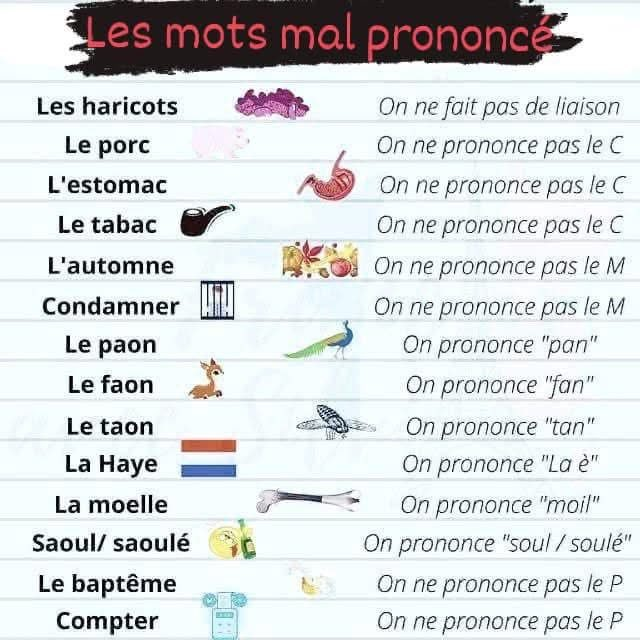 Les mots mal prononcé
Les haricots On ne fait pas de liaison
Le porc On ne prononce pas le C
L'estomac On ne prononce pas le C
Le tabac On ne prononce pas le C
L'automne On ne prononce pas le M
Condamner On ne prononce pas le M
Le paon On prononce "pan"
Le faon On prononce "fan"
Le taon On prononce "tan"
La Haye On prononce "La è"
La moelle On prononce "moil"
Saoul/ saoulé On prononce "soul / soulé"
Le baptême On ne prononce pas le P
Compter On ne prononce pas le P